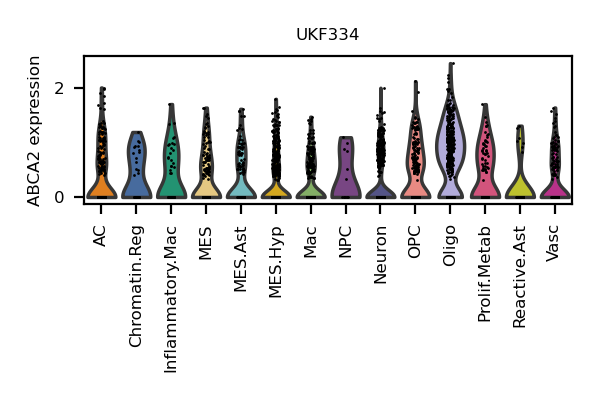 UKF334
ABCA2 expression
2
0
AC
Chromatin.Reg
Inflammatory.Mac
MES
MES.Ast
MES.Hyp
Mac
NPC
Neuron
OPC
Oligo
Prolif.Metab
Reactive.Ast
Vasc